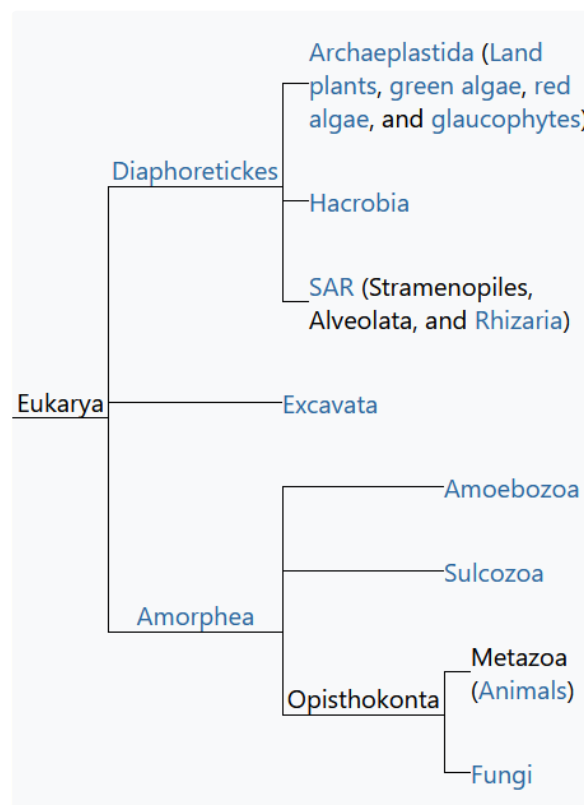 Archaeplastida (Land
plants, green algae, red
algae, and glaucophytes)
Diaphoretickes
Hacrobia
SAR (Stramenopiles,
Alveolata, and Rhizaria)
Eukarya
Excavata
Amoebozoa
Sulcozoa
Amorphea
Metazoa
(Animals)
Opisthokonta
Fungi